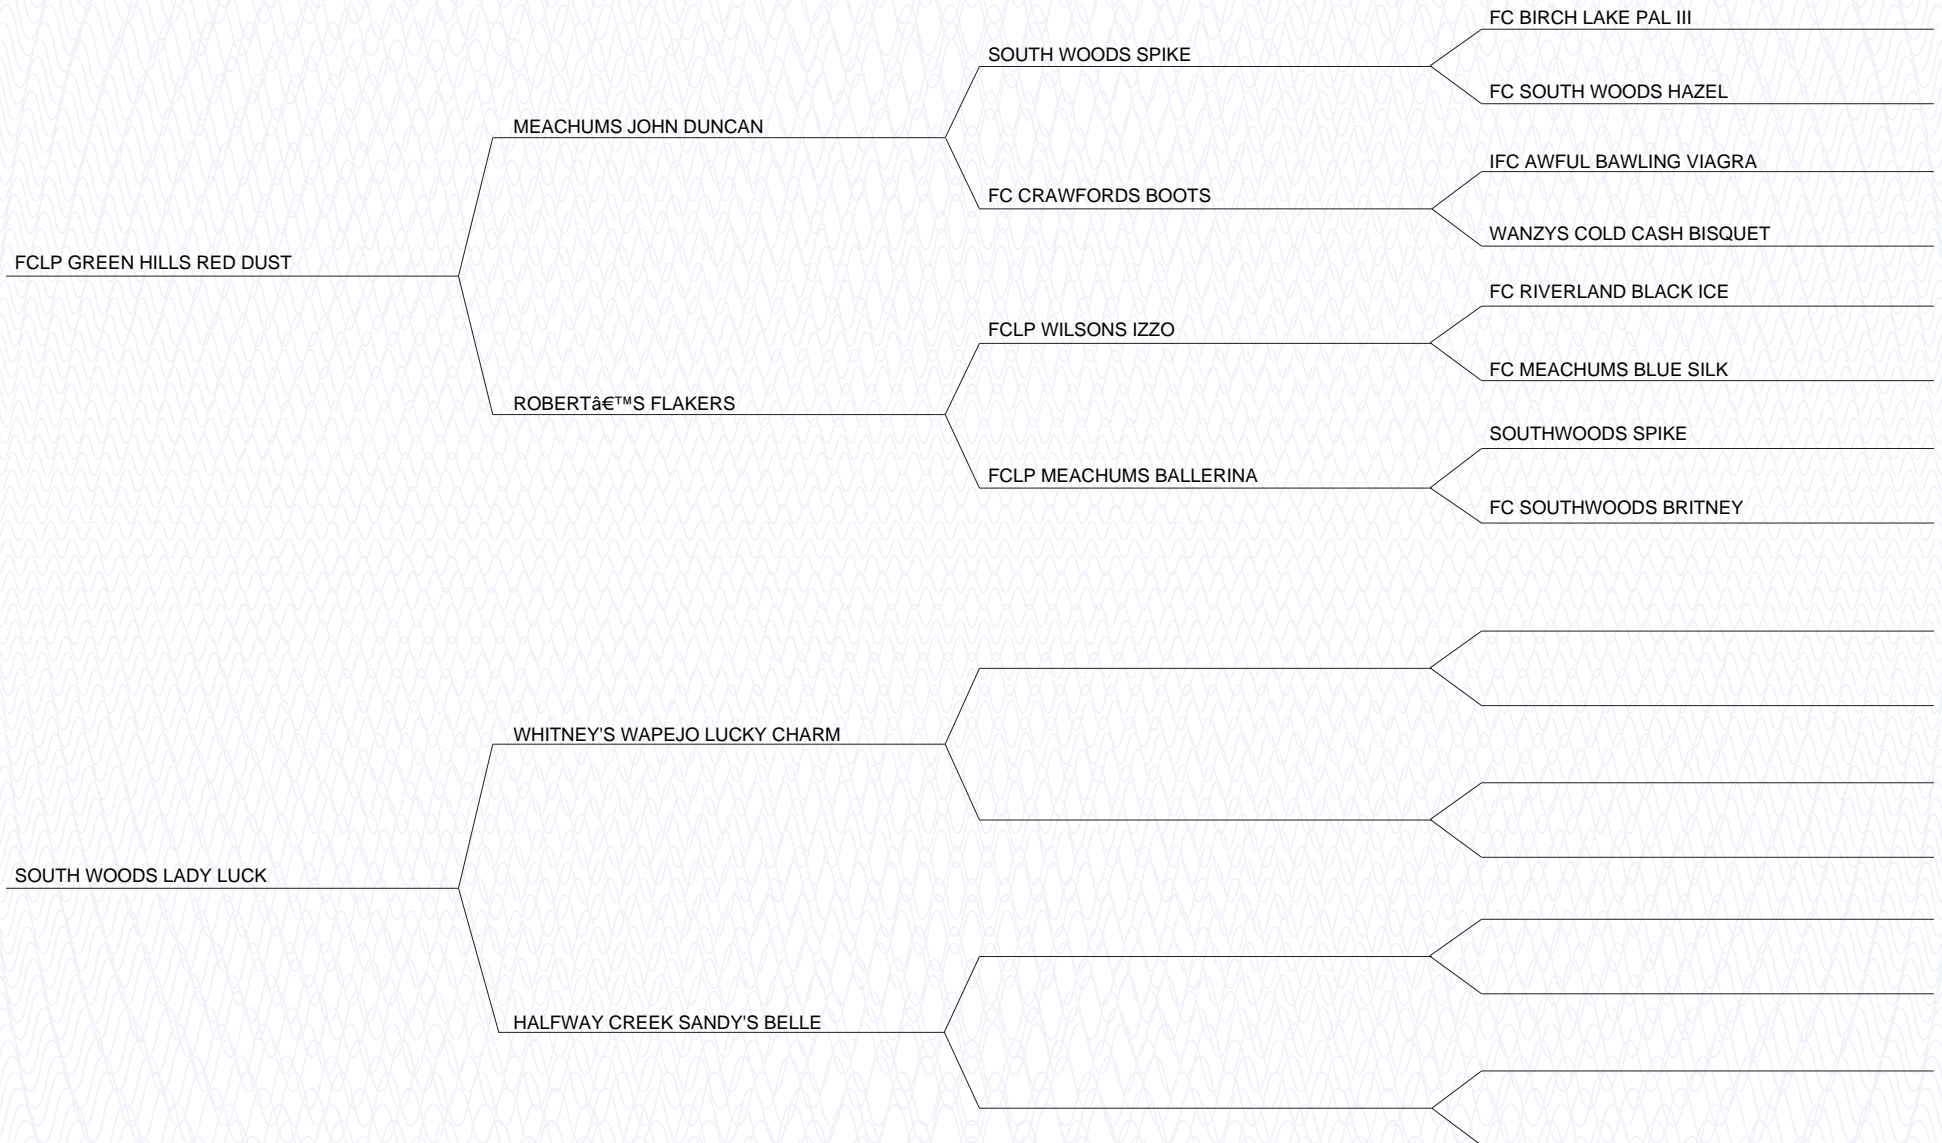 FC BIRCH LAKE PAL III
SOUTH WOODS SPIKE
FC SOUTH WOODS HAZEL
MEACHUMS JOHN DUNCAN
IFC AWFUL BAWLING VIAGRA
FC CRAWFORDS BOOTS
WANZYS COLD CASH BISQUET
FCLP GREEN HILLS RED DUST
FC RIVERLAND BLACK ICE
FCLP WILSONS IZZO
FC MEACHUMS BLUE SILK
ROBERTâ€™S FLAKERS
SOUTHWOODS SPIKE
FCLP MEACHUMS BALLERINA
FC SOUTHWOODS BRITNEY
WHITNEY'S WAPEJO LUCKY CHARM
SOUTH WOODS LADY LUCK
HALFWAY CREEK SANDY'S BELLE